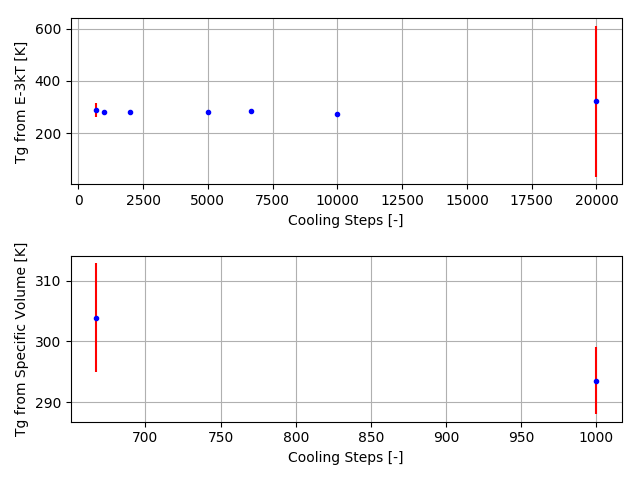 Tg from E-3kT [K]
600
400
200
0 2500 5000 7500 10000 12500 15000 17500 20000
Cooling Steps [-]
Tg from Specific Volume [K]
310
300
290
700 750 800 850 900 950 1000
Cooling Steps [-]